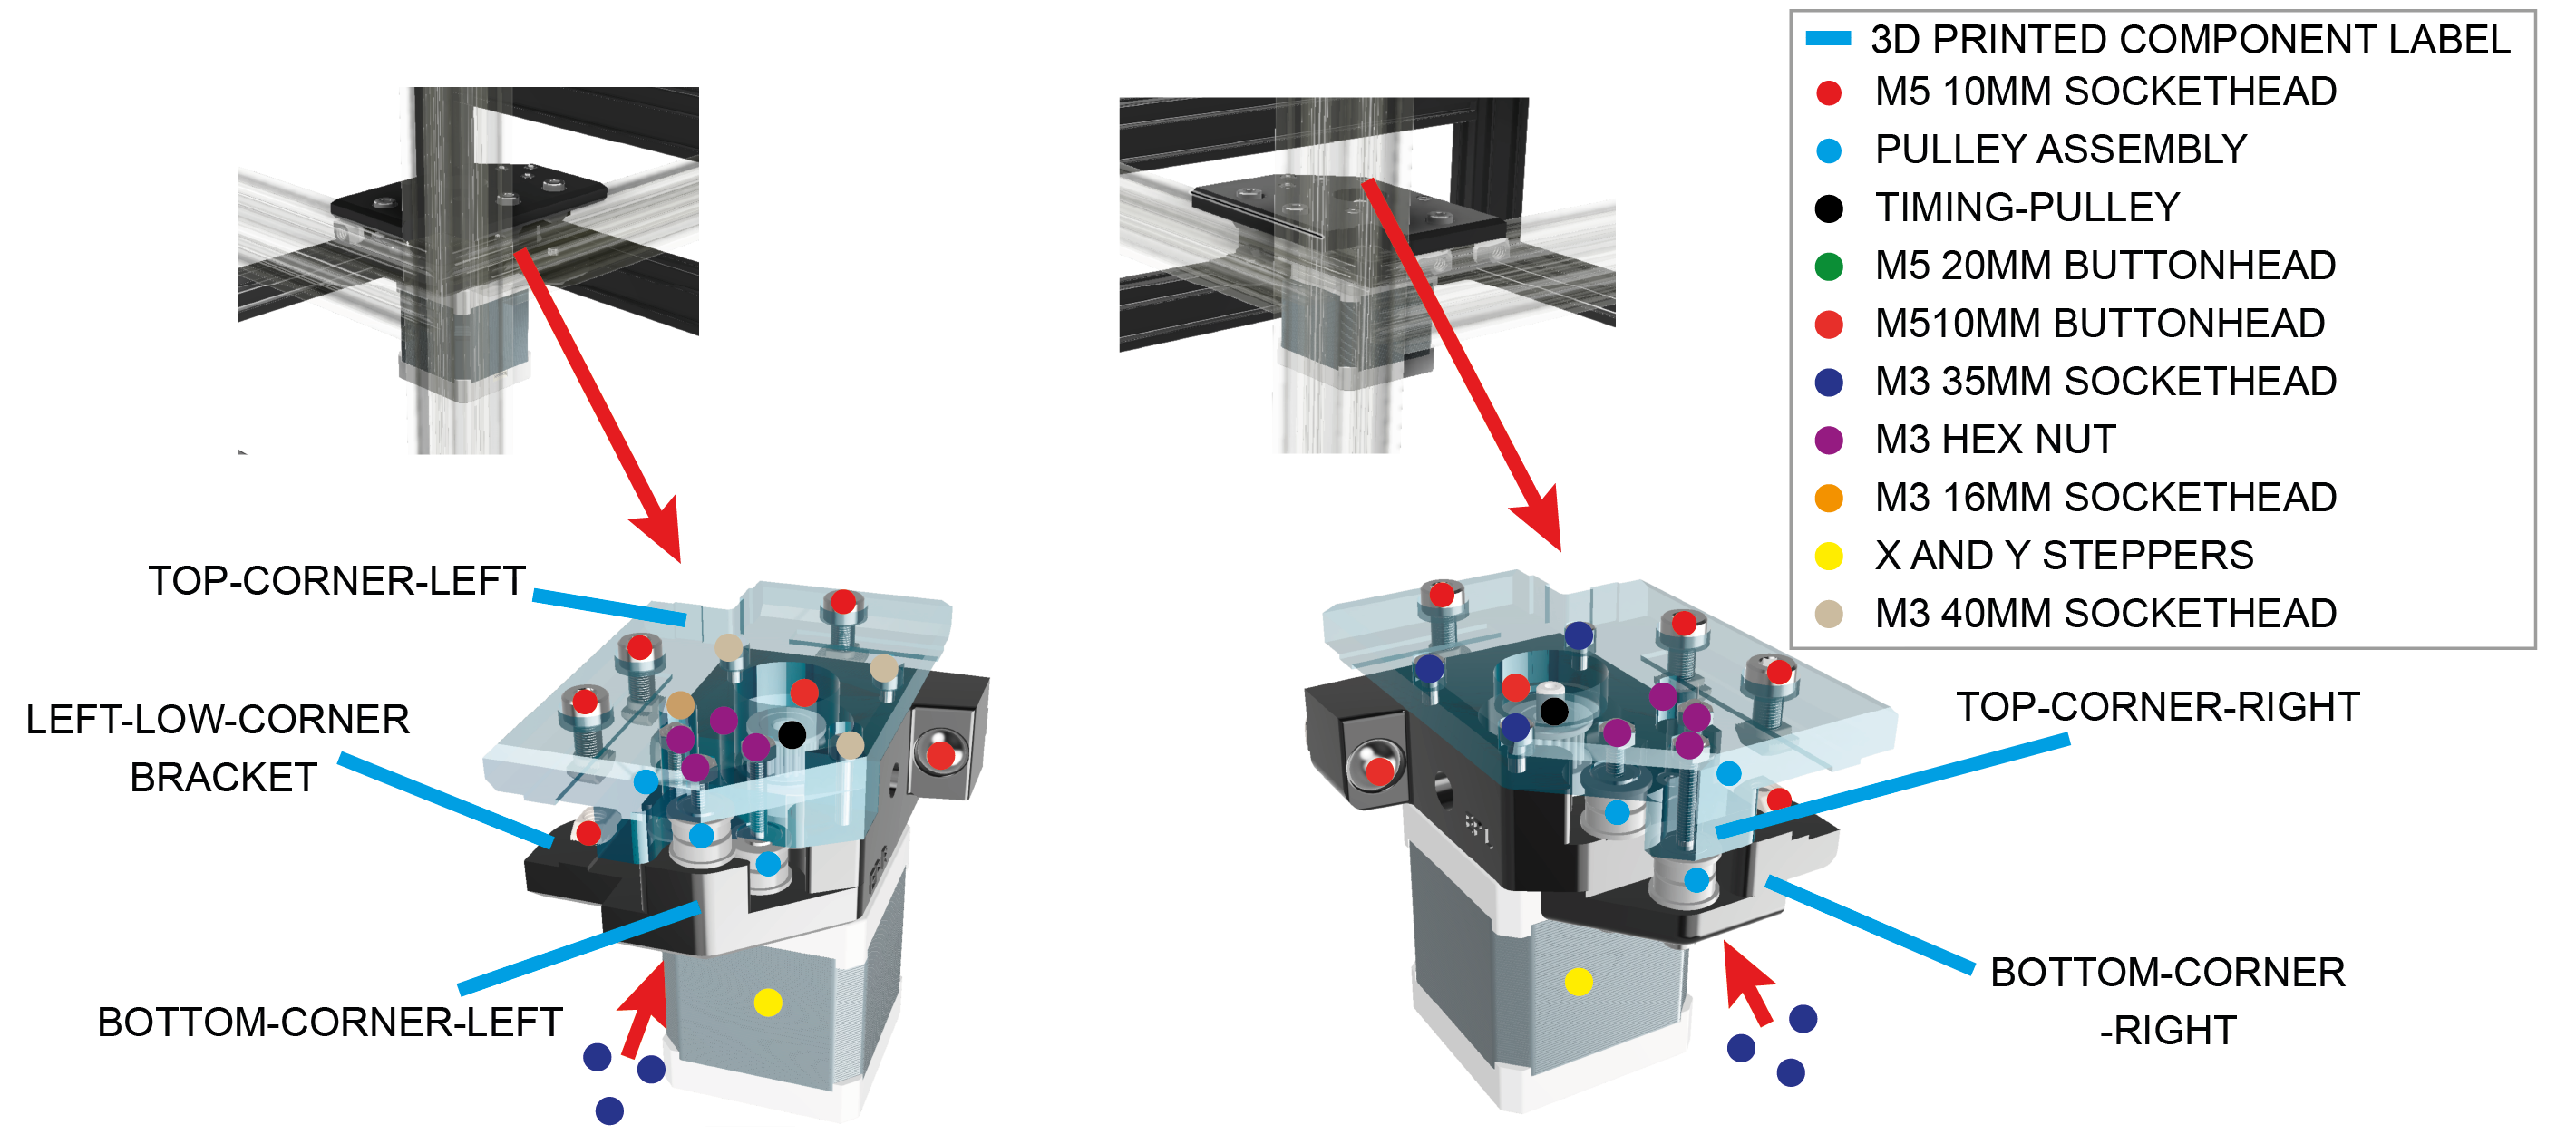 3D PRINTED COMPONENT LABEL
M5 10MM SOCKETHEAD
PULLEY ASSEMBLY
TIMING-PULLEY
M5 20MM BUTTONHEAD
M510MM BUTTONHEAD
M3 35MM SOCKETHEAD
M3 HEX NUT
M3 16MM SOCKETHEAD
X AND Y STEPPERS
M3 40MM SOCKETHEAD
TOP-CORNER-LEFT
LEFT-LOW-CORNER
BRACKET
BOTTOM-CORNER-LEFT
TOP-CORNER-RIGHT
BOTTOM-CORNER
-RIGHT